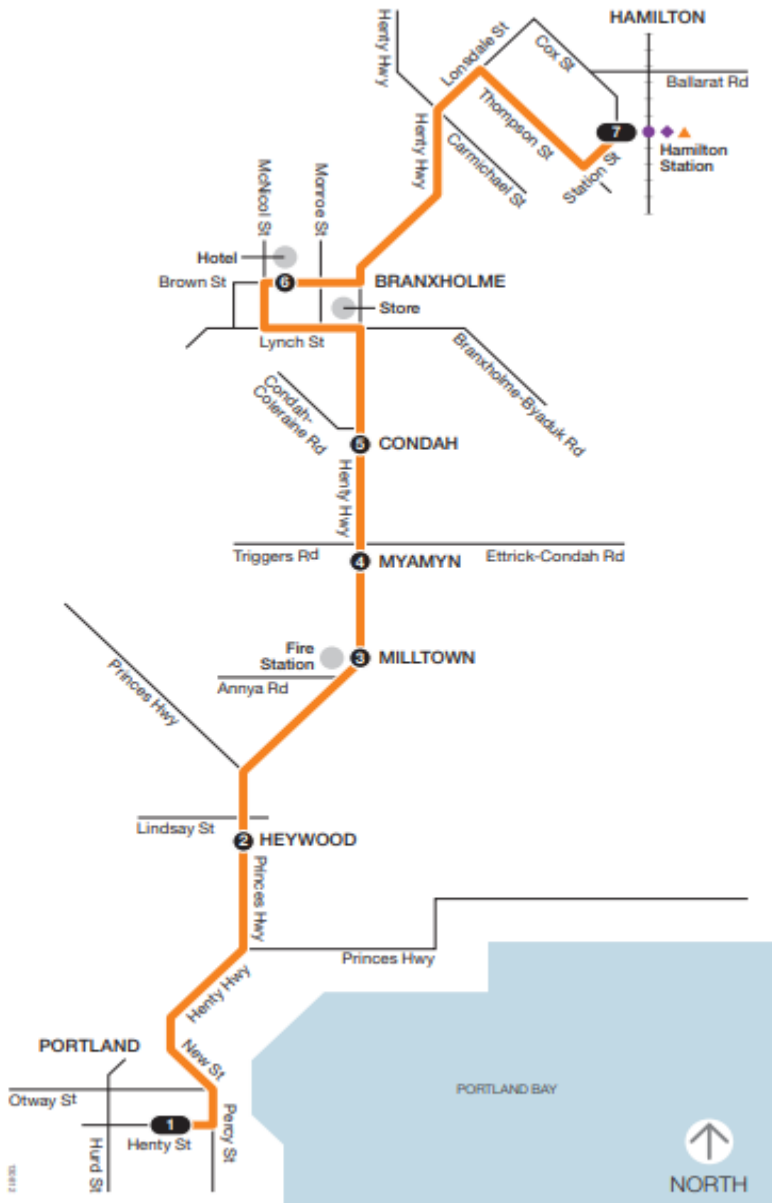 HAMILTON
Henty Hwy
Lonsdale St
Cox St
Ballarat Rd
Thompson St
7
Hamilton
Station
Station St
Henty Hwy
Carmichael St
McNicol St
Monroe St
Hotel
Brown St
6
BRANXHOLME
Store
Lynch St
Branxholme-Byaduk Rd
Condah-
Coleraine Rd
5
CONDAH
Henty Hwy
Triggers Rd
4
MYAMYN
Ettrick-Condah Rd
Fire
Station
3
MILLTOWN
Annya Rd
Princes Hwy
Lindsay St
2
HEYWOOD
Princes Hwy
Princes Hwy
Henty Hwy
PORTLAND
New St
Otway St
PORTLAND BAY
1
Henty St
Percy St
Hurd St
NORTH